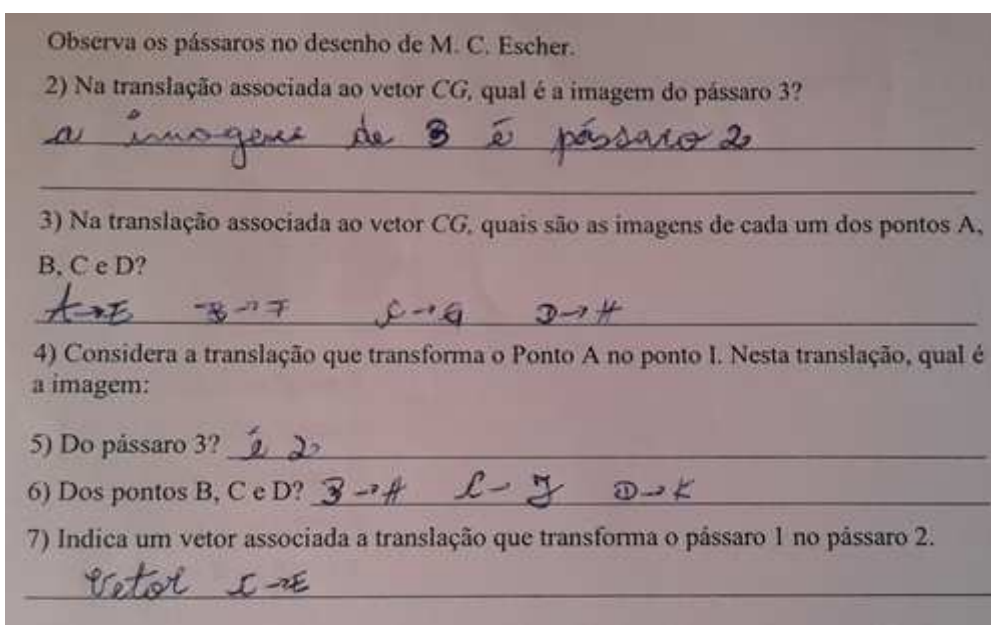 Observa os pássaros no desenho de M. C. Escher.
2) Na translação associada ao vetor CG, qual é a imagem do pássaro 3?
a imagem de 3 é pássaro 2
3) Na translação associada ao vetor CG, quais são as imagens de cada um dos pontos A,
B, C e D?
A→E B→F C→G D→H
4) Considera a translação que transforma o Ponto A no ponto I. Nesta translação, qual é
a imagem:
5) Do pássaro 3? é 2
6) Dos pontos B, C e D? B→H C→J D→K
7) Indica um vetor associada a translação que transforma o pássaro 1 no pássaro 2.
Vetor I→E